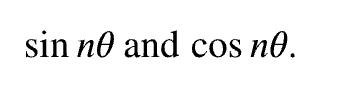 sin nθ and cos nθ.